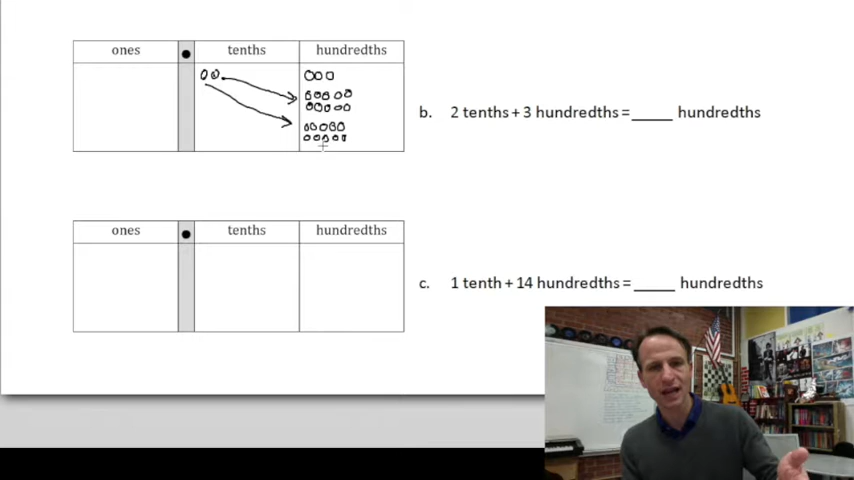 ones . tenths hundredths
b. 2 tenths + 3 hundredths = _____ hundredths
ones . tenths hundredths
c. 1 tenth + 14 hundredths = _____ hundredths